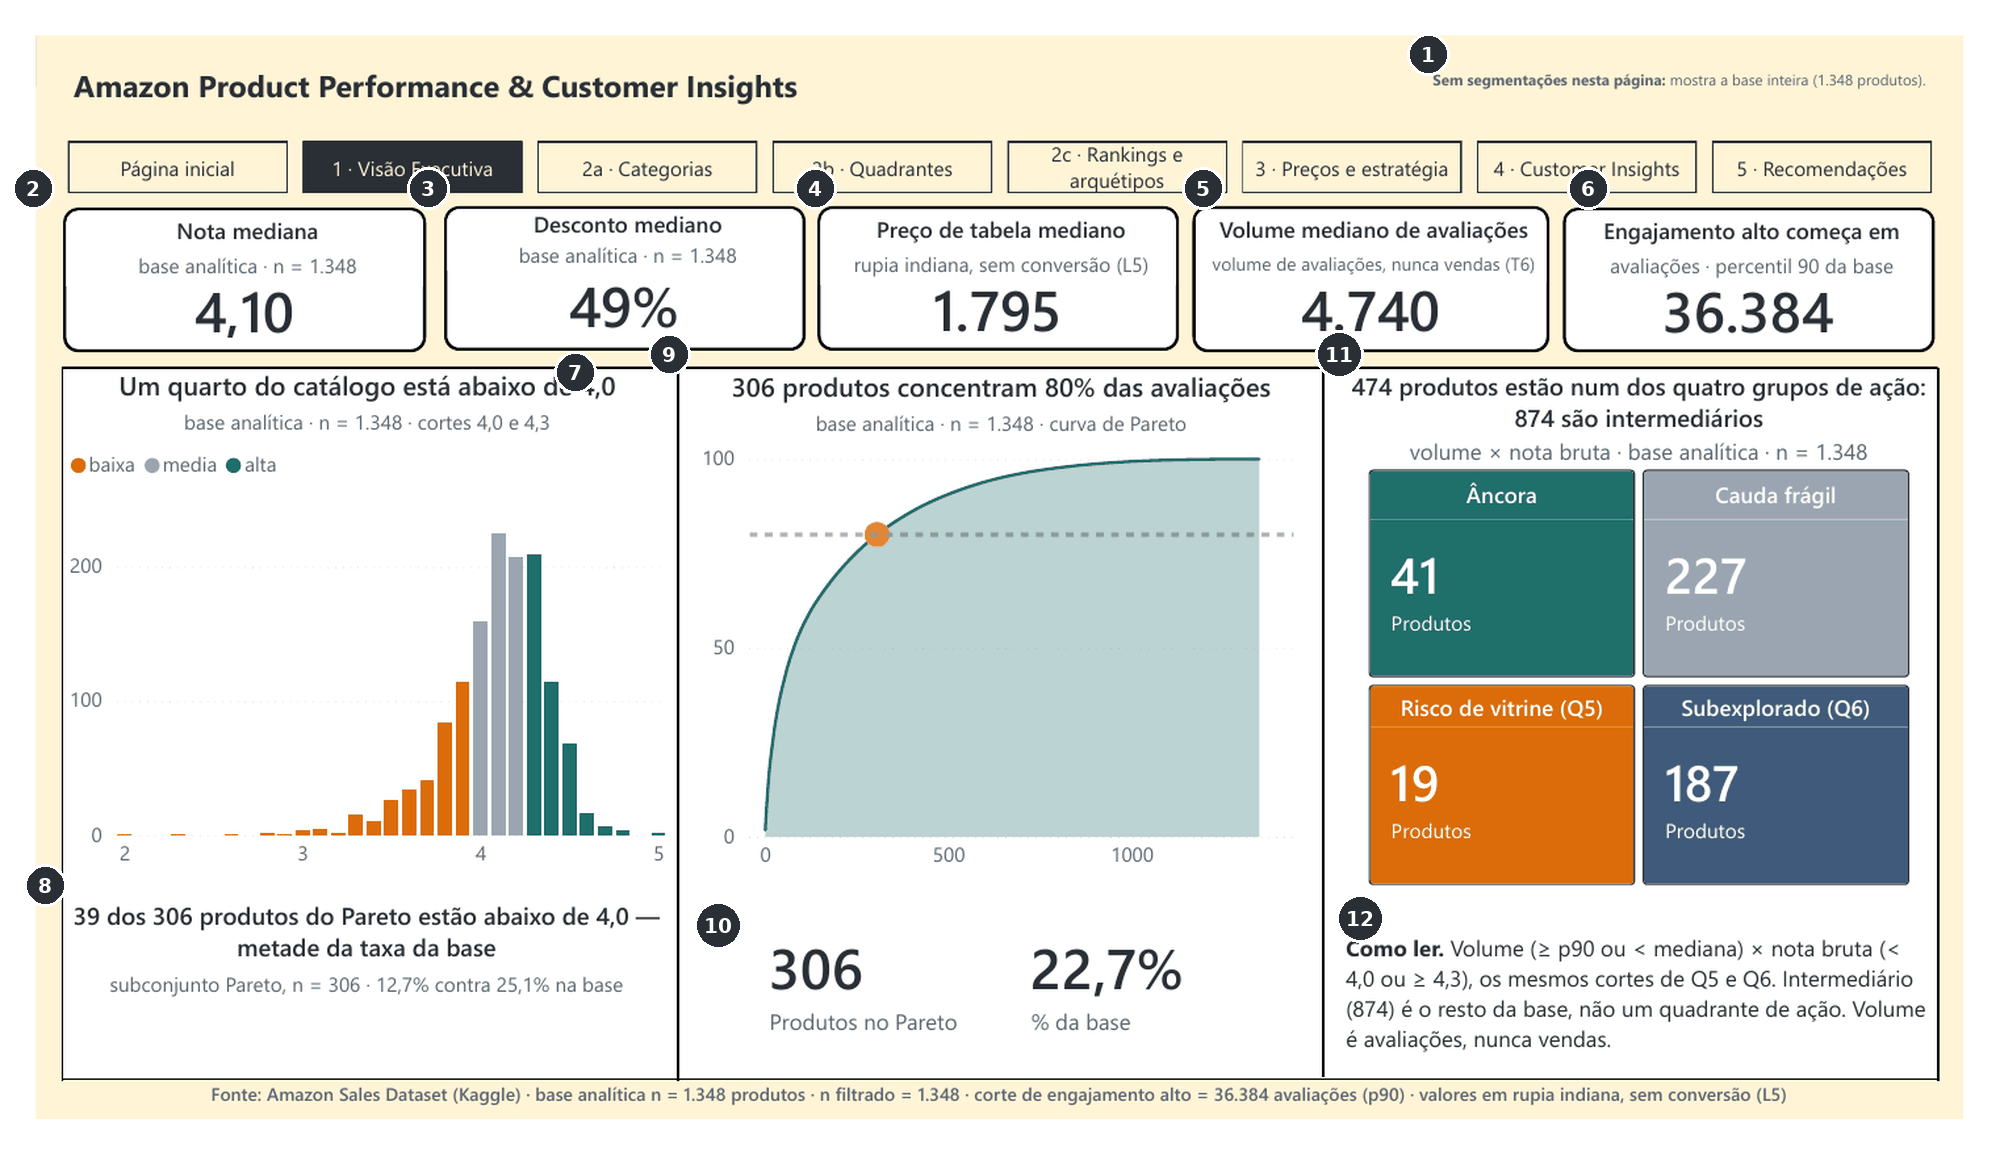 1
Amazon Product Performance & Customer Insights
Sem segmentações nesta página: mostra a base inteira (1.348 produtos).
Página inicial
1 · Visão Executiva
2a · Categorias
2b · Quadrantes
2c · Rankings e
arquétipos
3 · Preços e estratégia
4 · Customer Insights
5 · Recomendações
2
3
4
5
6
Nota mediana
base analítica · n = 1.348
4,10
Desconto mediano
base analítica · n = 1.348
49%
Preço de tabela mediano
rupia indiana, sem conversão (L5)
1.795
Volume mediano de avaliações
volume de avaliações, nunca vendas (T6)
4.740
Engajamento alto começa em
avaliações · percentil 90 da base
36.384
7
9
11
Um quarto do catálogo está abaixo de 4,0
base analítica · n = 1.348 · cortes 4,0 e 4,3
baixa media alta
200
100
0
2 3 4 5
8
39 dos 306 produtos do Pareto estão abaixo de 4,0 —
metade da taxa da base
subconjunto Pareto, n = 306 · 12,7% contra 25,1% na base
306 produtos concentram 80% das avaliações
base analítica · n = 1.348 · curva de Pareto
100
50
0
0 500 1000
10
306
Produtos no Pareto
22,7%
% da base
474 produtos estão num dos quatro grupos de ação:
874 são intermediários
volume × nota bruta · base analítica · n = 1.348
Âncora
41
Produtos
Cauda frágil
227
Produtos
Risco de vitrine (Q5)
19
Produtos
Subexplorado (Q6)
187
Produtos
12
Como ler. Volume (≥ p90 ou < mediana) × nota bruta (<
4,0 ou ≥ 4,3), os mesmos cortes de Q5 e Q6. Intermediário
(874) é o resto da base, não um quadrante de ação. Volume
é avaliações, nunca vendas.
Fonte: Amazon Sales Dataset (Kaggle) · base analítica n = 1.348 produtos · n filtrado = 1.348 · corte de engajamento alto = 36.384 avaliações (p90) · valores em rupia indiana, sem conversão (L5)